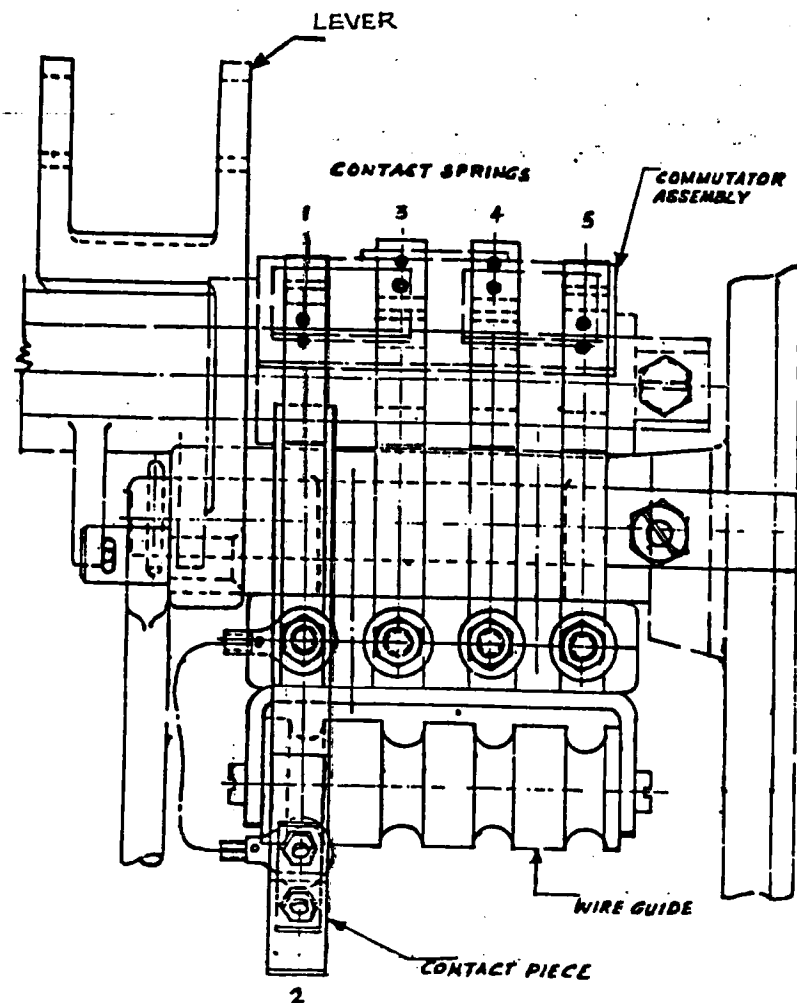 LEVER
CONTACT SPRINGS
COMMUTATOR
ASSEMBLY
1 3 4 5
WIRE GUIDE
CONTACT PIECE
2